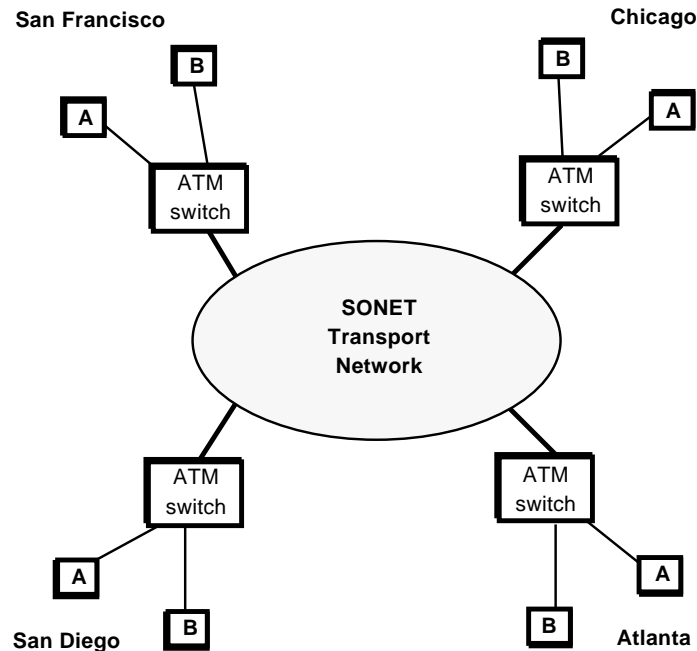 San Francisco
Chicago
B
B
A
A
ATM
switch
ATM
switch
SONET
Transport
Network
ATM
switch
ATM
switch
A
A
B
B
San Diego
Atlanta